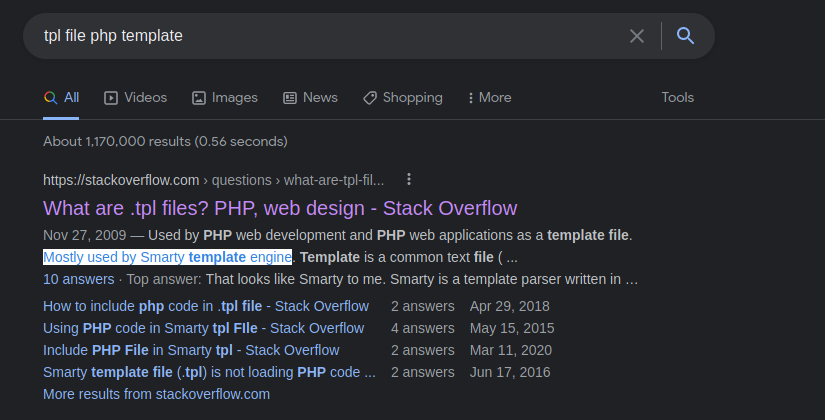 tpl file php template
All Videos Images News Shopping More Tools
About 1,170,000 results (0.56 seconds)
https://stackoverflow.com › questions › what-are-tpl-fil...
What are .tpl files? PHP, web design - Stack Overflow
Nov 27, 2009 — Used by PHP web development and PHP web applications as a template file.
Mostly used by Smarty template engine. Template is a common text file ( ...
10 answers · Top answer: That looks like Smarty to me. Smarty is a template parser written in …
How to include php code in .tpl file - Stack Overflow 2 answers Apr 29, 2018
Using PHP code in Smarty tpl FIle - Stack Overflow 4 answers May 15, 2015
Include PHP File in Smarty tpl - Stack Overflow 2 answers Mar 11, 2020
Smarty template file (.tpl) is not loading PHP code ... 2 answers Jun 17, 2016
More results from stackoverflow.com